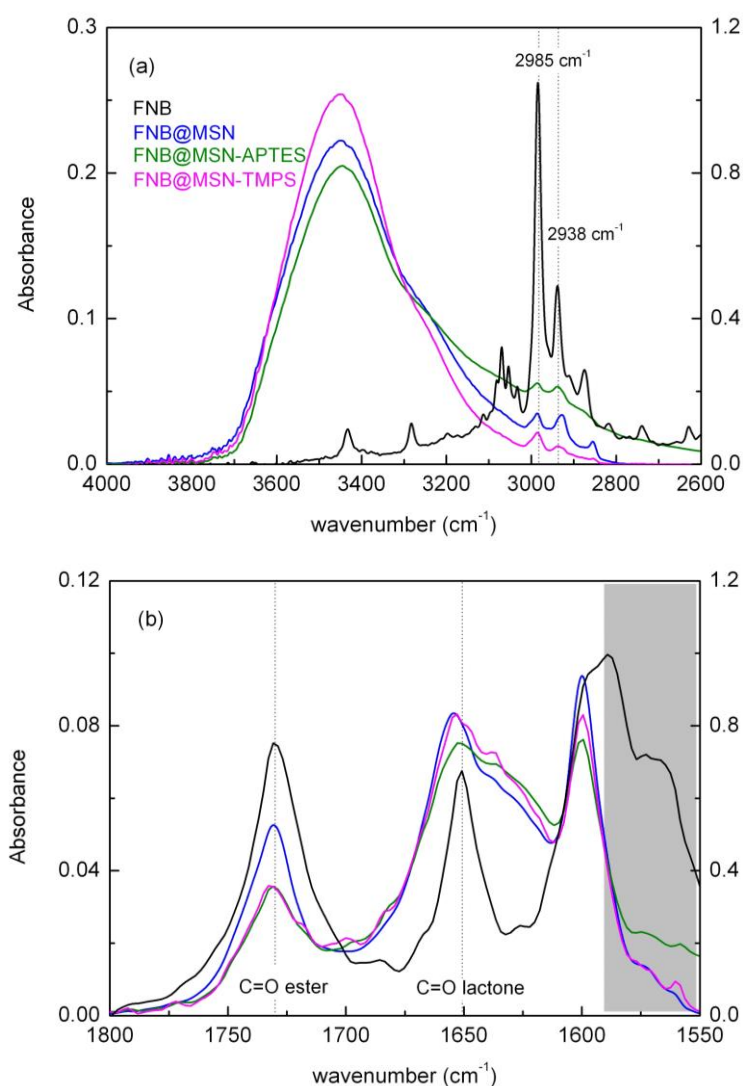 (a)
FNB
FNB@MSN
FNB@MSN-APTES
FNB@MSN-TMPS
2985 cm⁻¹
2938 cm⁻¹
0.3
0.2
0.1
0.0
Absorbance
1.2
0.8
0.4
0.0
4000 3800 3600 3400 3200 3000 2800 2600
wavenumber (cm⁻¹)
(b)
0.12
0.08
0.04
0.00
Absorbance
1.2
0.8
0.4
0.0
C=O ester
C=O lactone
1800 1750 1700 1650 1600 1550
wavenumber (cm⁻¹)